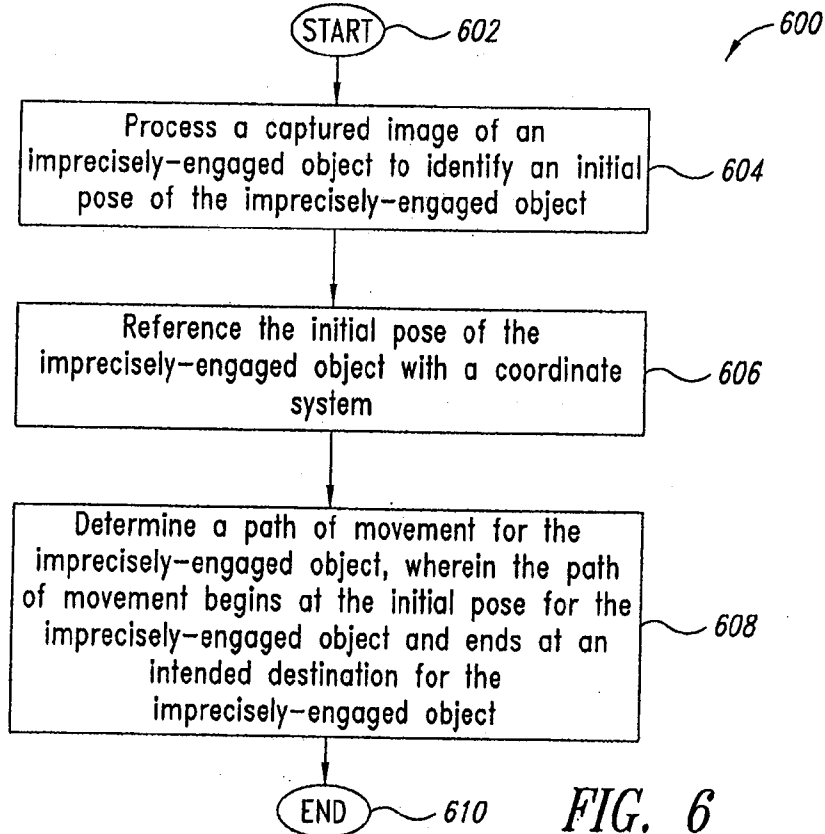 START
602
600
Process a captured image of an
imprecisely-engaged object to identify an initial
pose of the imprecisely-engaged object
604
Reference the initial pose of the
imprecisely-engaged object with a coordinate
system
606
Determine a path of movement for the
imprecisely-engaged object, wherein the path
of movement begins at the initial pose for the
imprecisely-engaged object and ends at an
intended destination for the
imprecisely-engaged object
608
END
610
FIG. 6